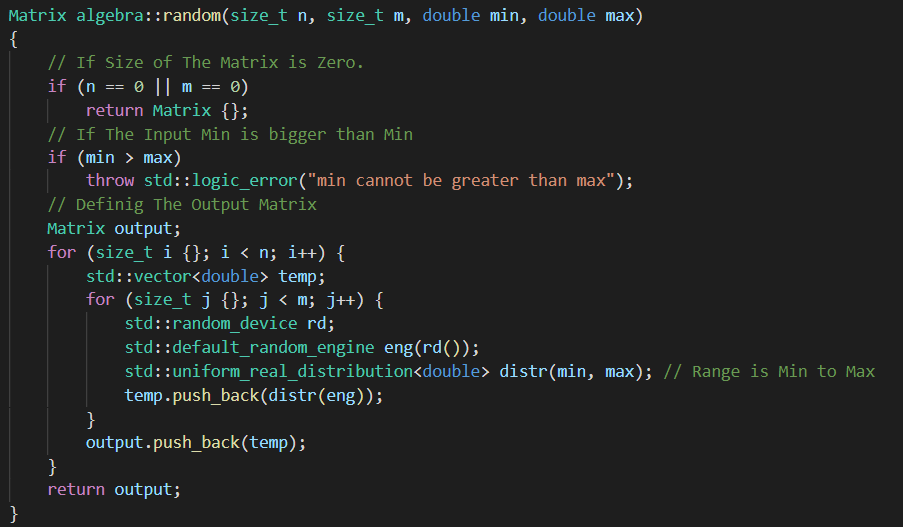 Matrix algebra::random(size_t n, size_t m, double min, double max)
{
    // If Size of The Matrix is Zero.
    if (n == 0 || m == 0)
        return Matrix {};
    // If The Input Min is bigger than Min
    if (min > max)
        throw std::logic_error("min cannot be greater than max");
    // Definig The Output Matrix
    Matrix output;
    for (size_t i {}; i < n; i++) {
        std::vector<double> temp;
        for (size_t j {}; j < m; j++) {
            std::random_device rd;
            std::default_random_engine eng(rd());
            std::uniform_real_distribution<double> distr(min, max); // Range is Min to Max
            temp.push_back(distr(eng));
        }
        output.push_back(temp);
    }
    return output;
}